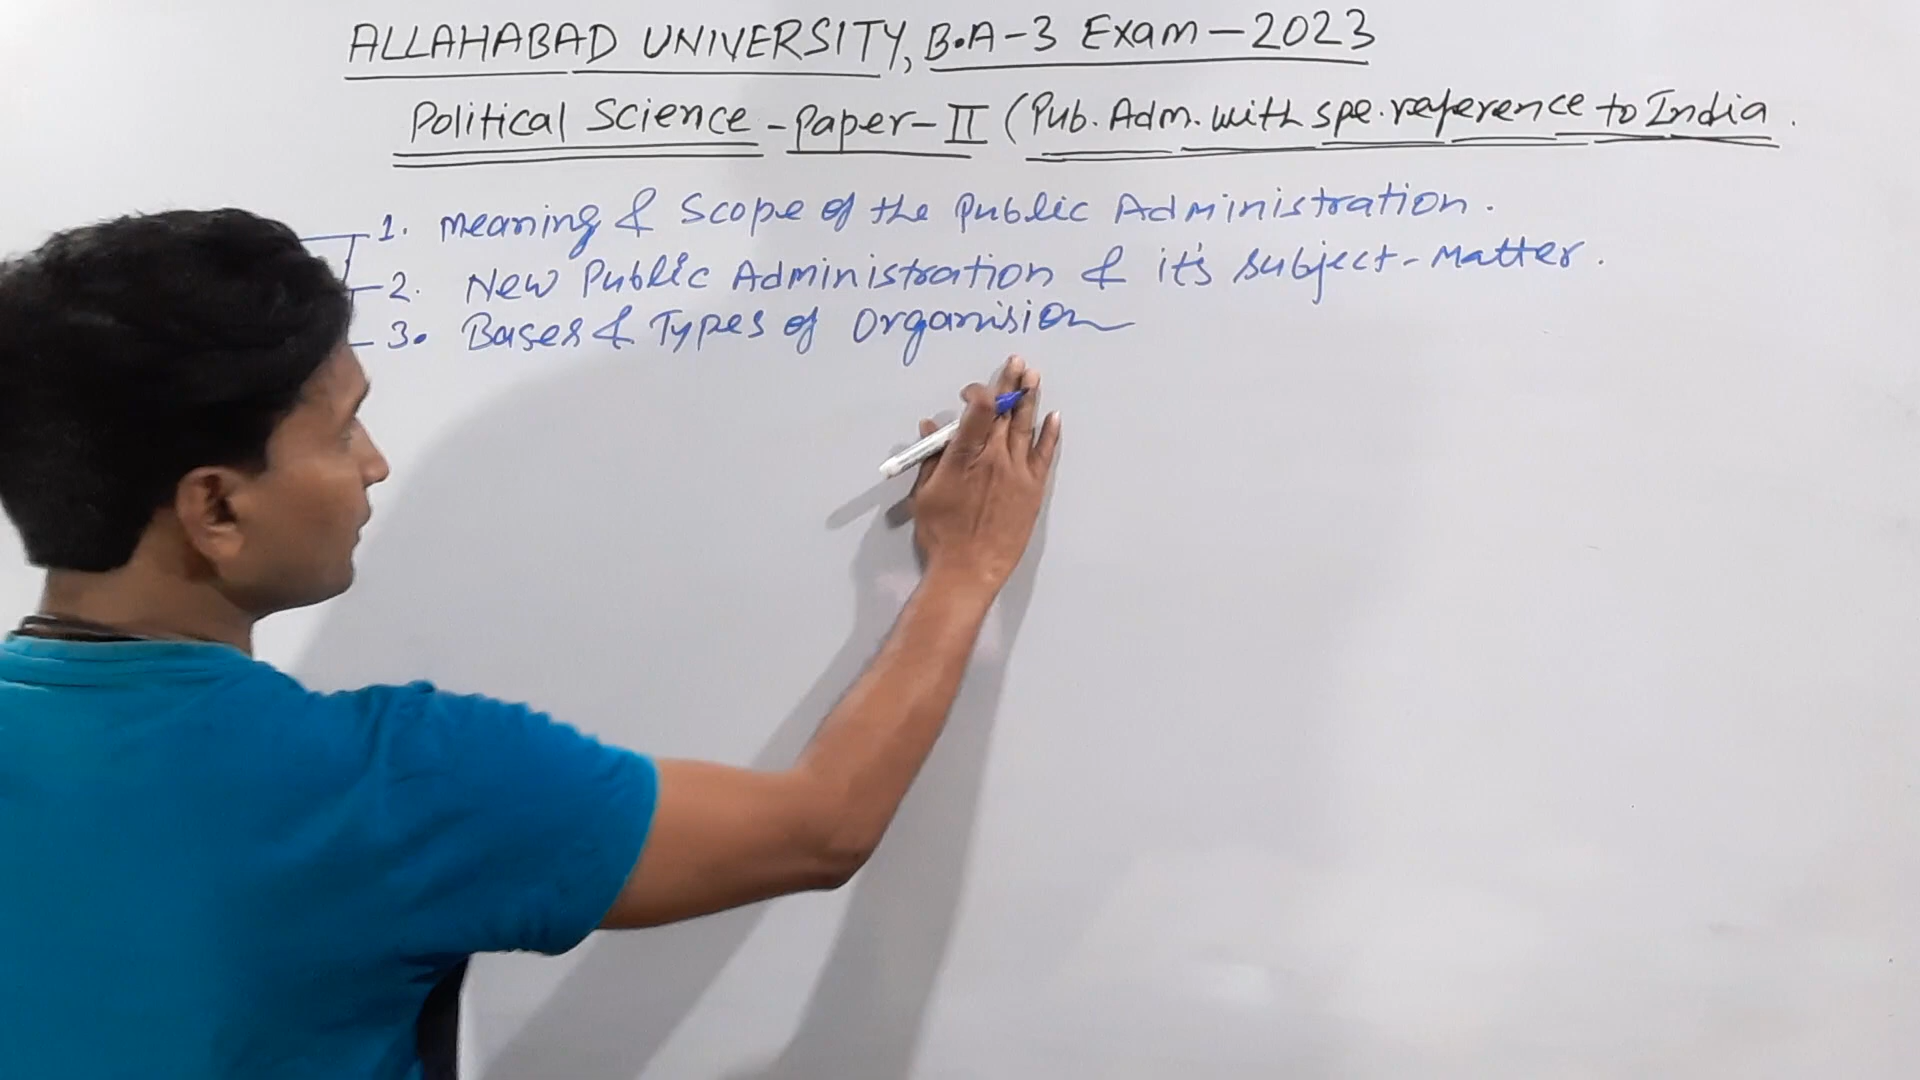 ALLAHABAD UNIVERSITY, B.A-3 Exam-2023
Political Science-Paper-II (Pub. Adm. with spe. reference to India.
1. Meaning & Scope of the Public Administration.
2. New Public Administration & it's subject-Matter.
3. Bases & Types of Organision